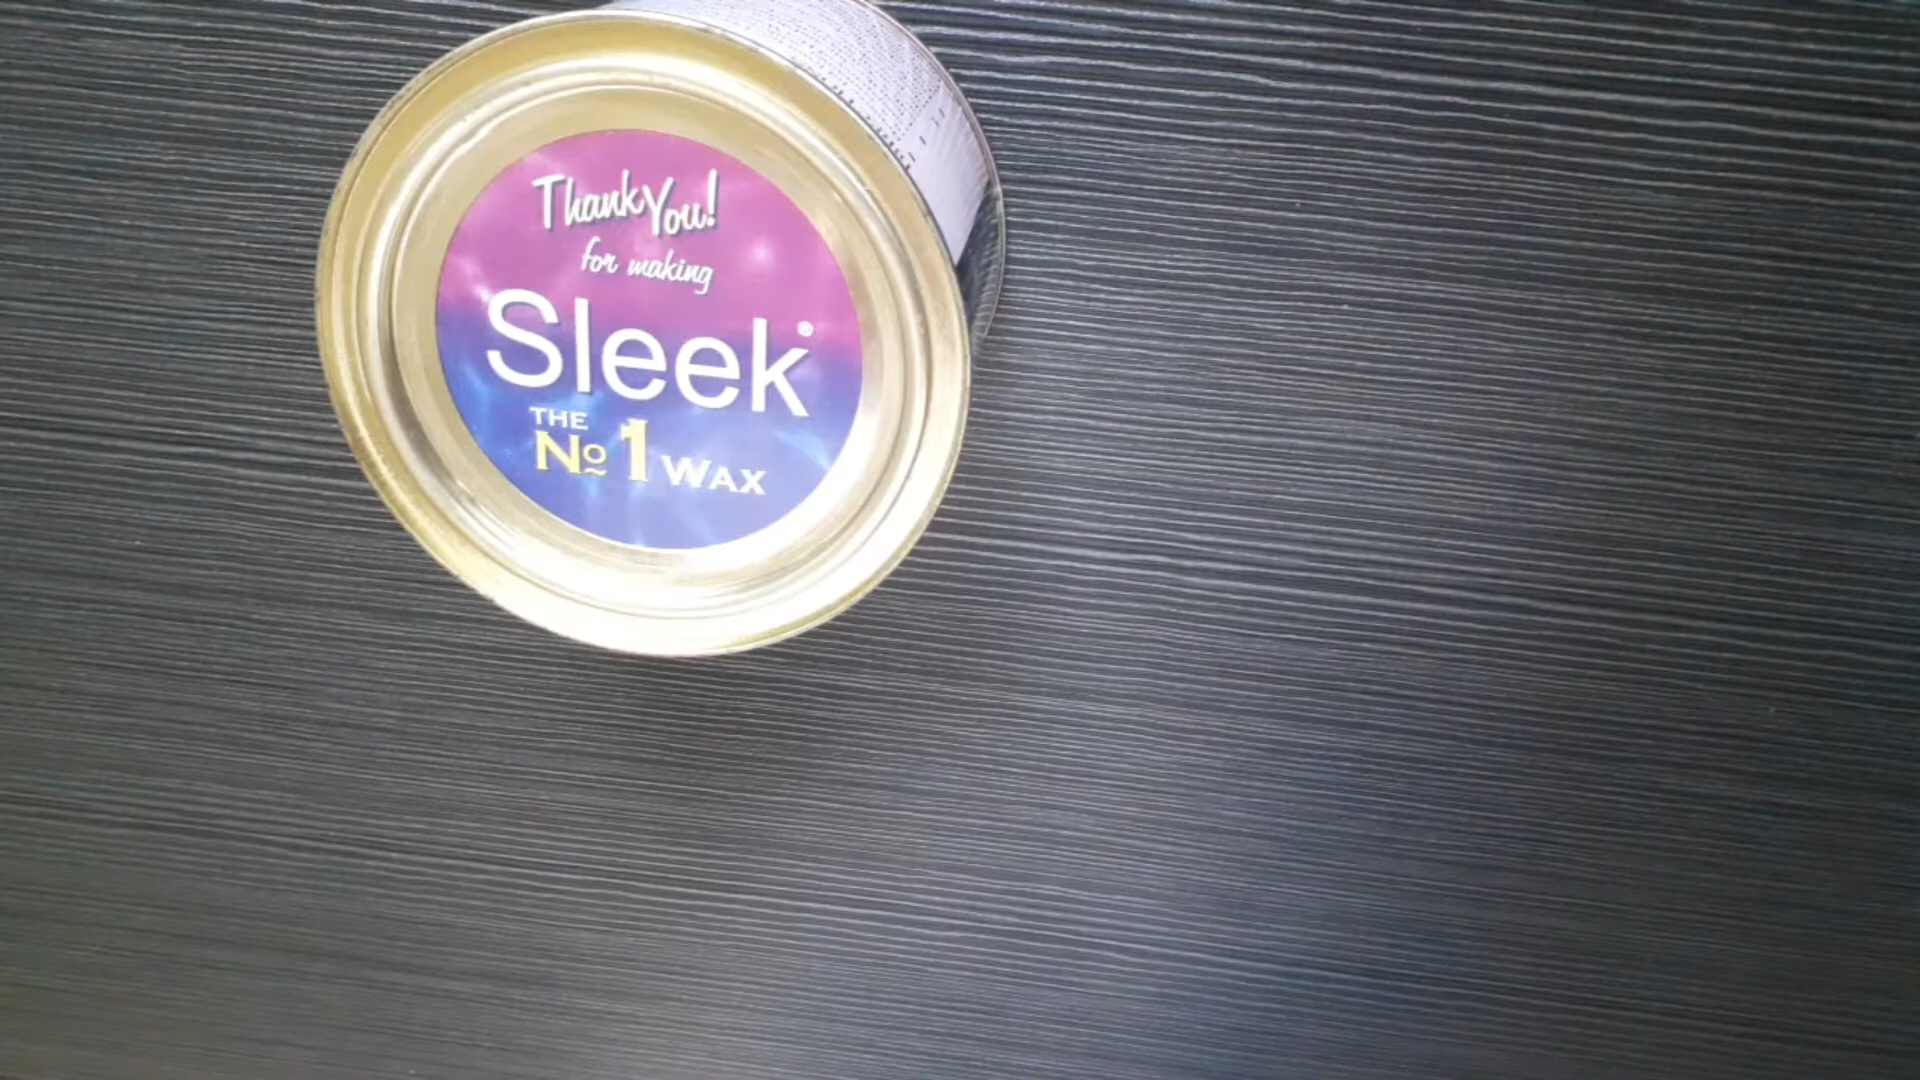 Thank You!
for making
Sleek®
THE
No 1 WAX